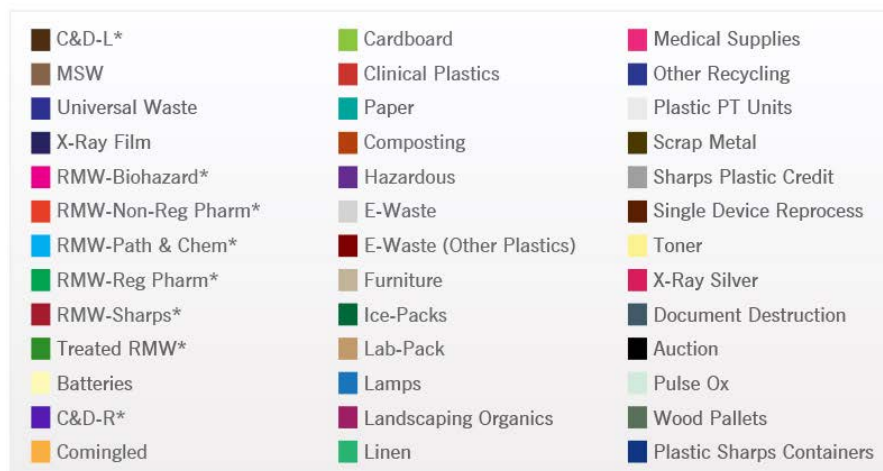 C&D-L*
MSW
Universal Waste
X-Ray Film
RMW-Biohazard*
RMW-Non-Reg Pharm*
RMW-Path & Chem*
RMW-Reg Pharm*
RMW-Sharps*
Treated RMW*
Batteries
C&D-R*
Comingled
Cardboard
Clinical Plastics
Paper
Composting
Hazardous
E-Waste
E-Waste (Other Plastics)
Furniture
Ice-Packs
Lab-Pack
Lamps
Landscaping Organics
Linen
Medical Supplies
Other Recycling
Plastic PT Units
Scrap Metal
Sharps Plastic Credit
Single Device Reprocess
Toner
X-Ray Silver
Document Destruction
Auction
Pulse Ox
Wood Pallets
Plastic Sharps Containers